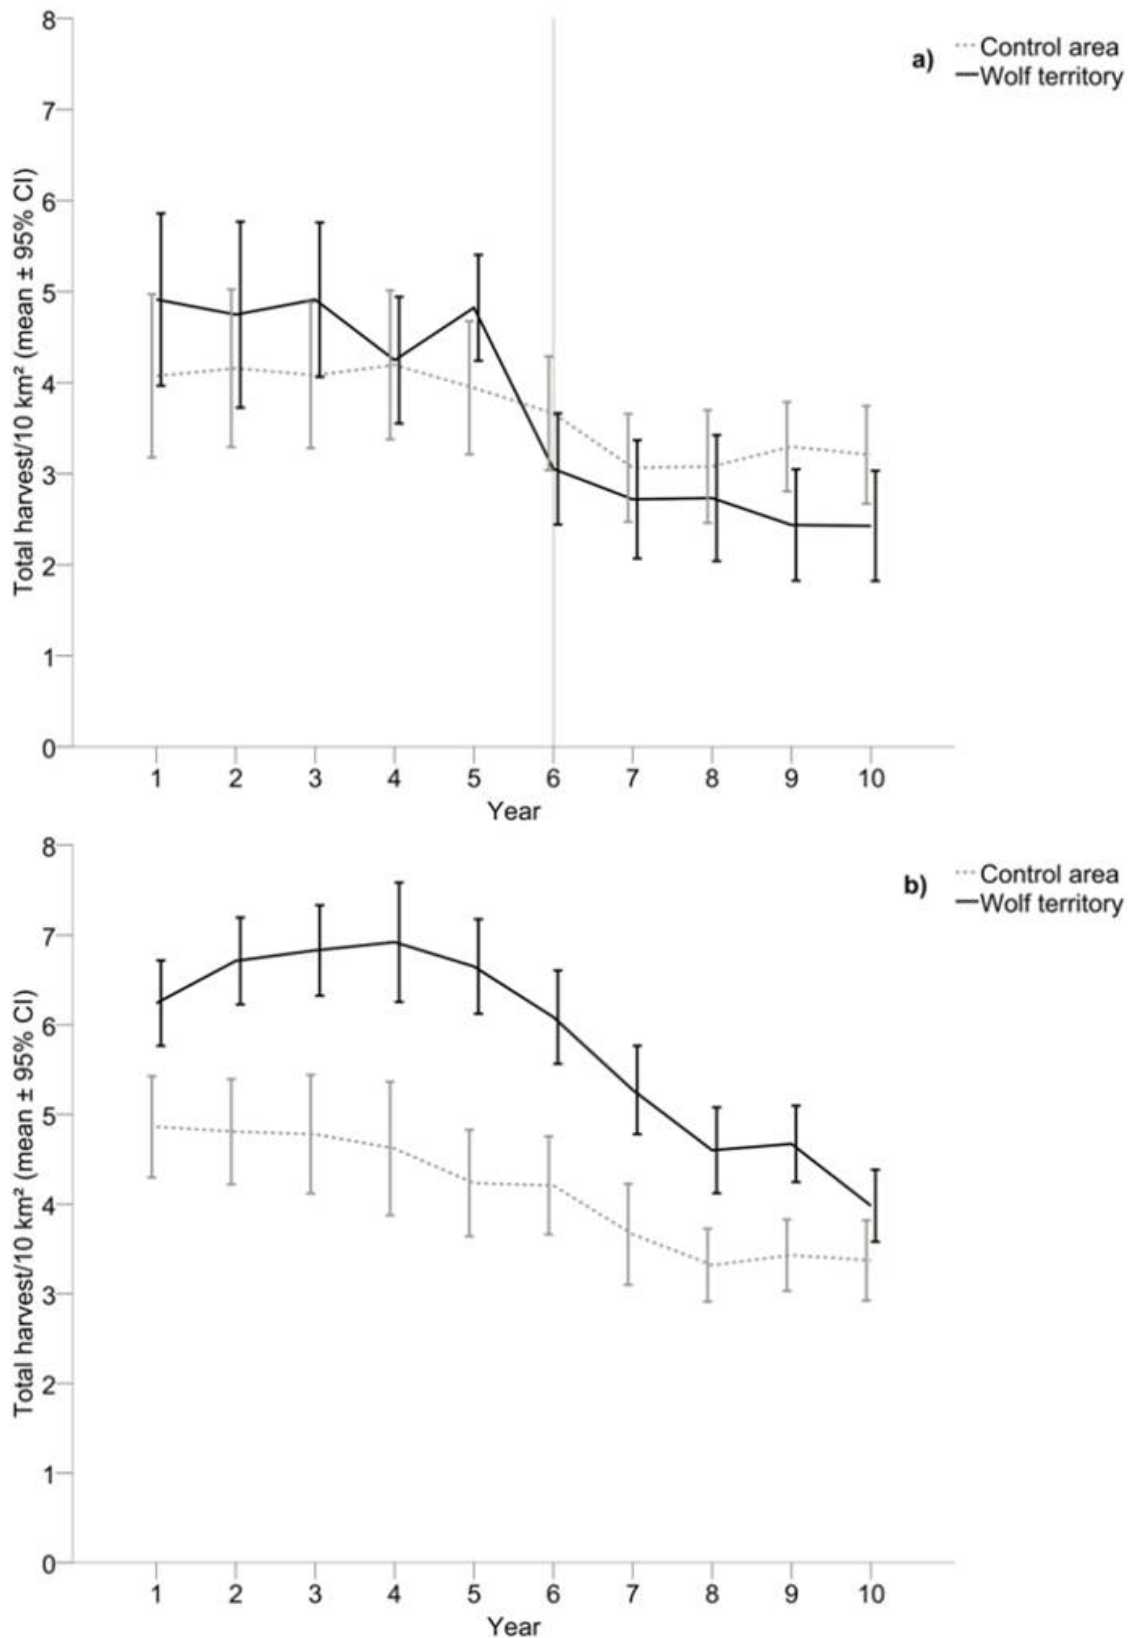 8
a)
Control area
Wolf territory
7
6
5
4
3
2
1
0
Total harvest/10 km² (mean ± 95% CI)
1 2 3 4 5 6 7 8 9 10
Year
8
b)
Control area
Wolf territory
7
6
5
4
3
2
1
0
Total harvest/10 km² (mean ± 95% CI)
1 2 3 4 5 6 7 8 9 10
Year